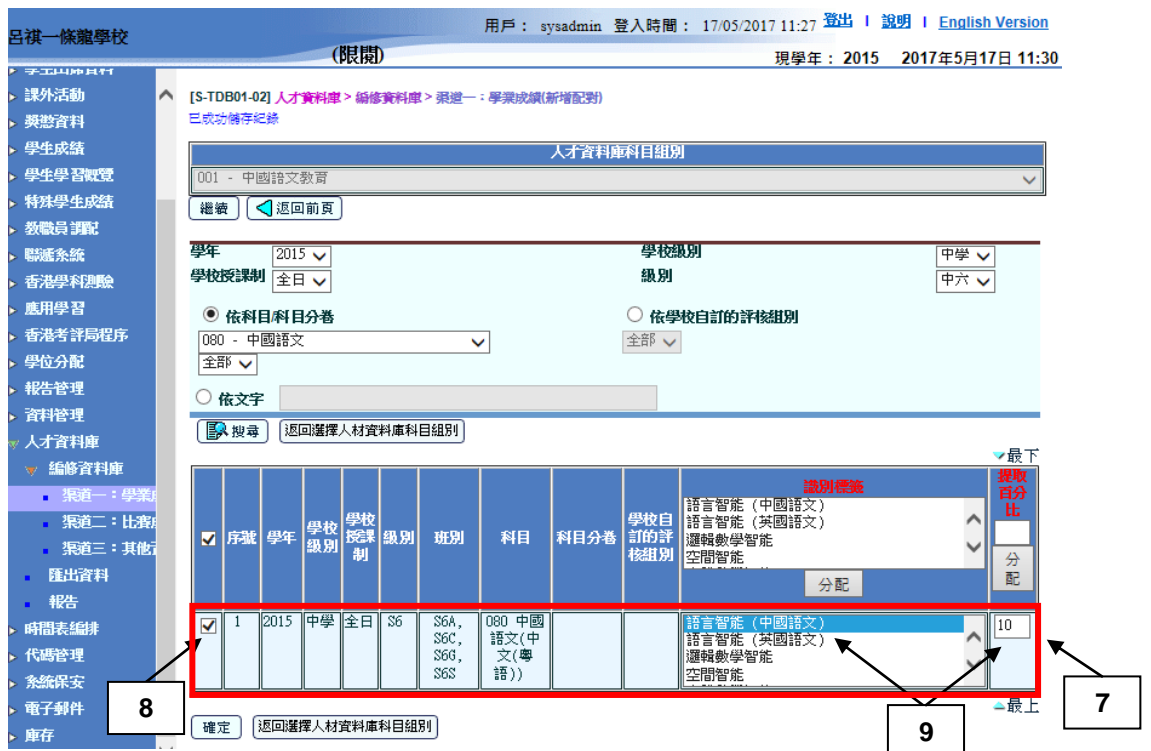 用戶： sysadmin 登入時間： 17/05/2017 11:27 登出 | 說明 | English Version
呂祺一條龍學校
(限閱)
現學年： 2015 2017年5月17日 11:30
學生出席資料
課外活動
獎懲資料
學生成績
學生學習概覽
特殊學生成績
教職員調配
聯遞系統
香港學科測驗
應用學習
香港考評局程序
學位分配
報告管理
資料管理
人才資料庫
編修資料庫
渠道一：學業
渠道二：比賽
渠道三：其他
匯出資料
報告
時間表編排
代碼管理
系統保安
電子郵件
庫存
[S-TDB01-02] 人才資料庫 > 編修資料庫 > 渠道一：學業成績(新增配對)
已成功儲存紀錄
人才資料庫科目組別
001 - 中國語文教育
繼續 返回前頁
學年 2015 學校級別 中學
學校授課制 全日 級別 中六
依科目/科目分卷 依學校自訂的評核組別
080 - 中國語文 全部
全部
依文字
搜尋 返回選擇人材資料庫科目組別
最下
序號 學年 學校級別 學校授課制 級別 班別 科目 科目分卷 學校自訂的評核組別 識別標籤 提取百分比
語言智能 (中國語文)
語言智能 (英國語文)
邏輯數學智能
空間智能
分配 分配
1 2015 中學 全日 S6 S6A, S6C, S6G, S6S 080 中國語文(中文(粵語)) 10
語言智能 (中國語文)
語言智能 (英國語文)
邏輯數學智能
空間智能
最上
確定 返回選擇人材資料庫科目組別
8
9
7